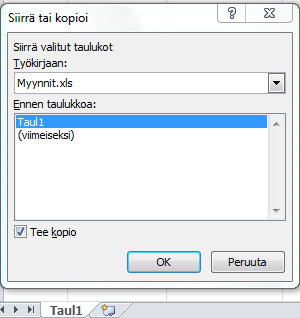 Siirrä tai kopioi
Siirrä valitut taulukot
Työkirjaan:
Myynnit.xls
Ennen taulukkoa:
Taul1
(viimeiseksi)
Tee kopio
OK Peruuta
Taul1